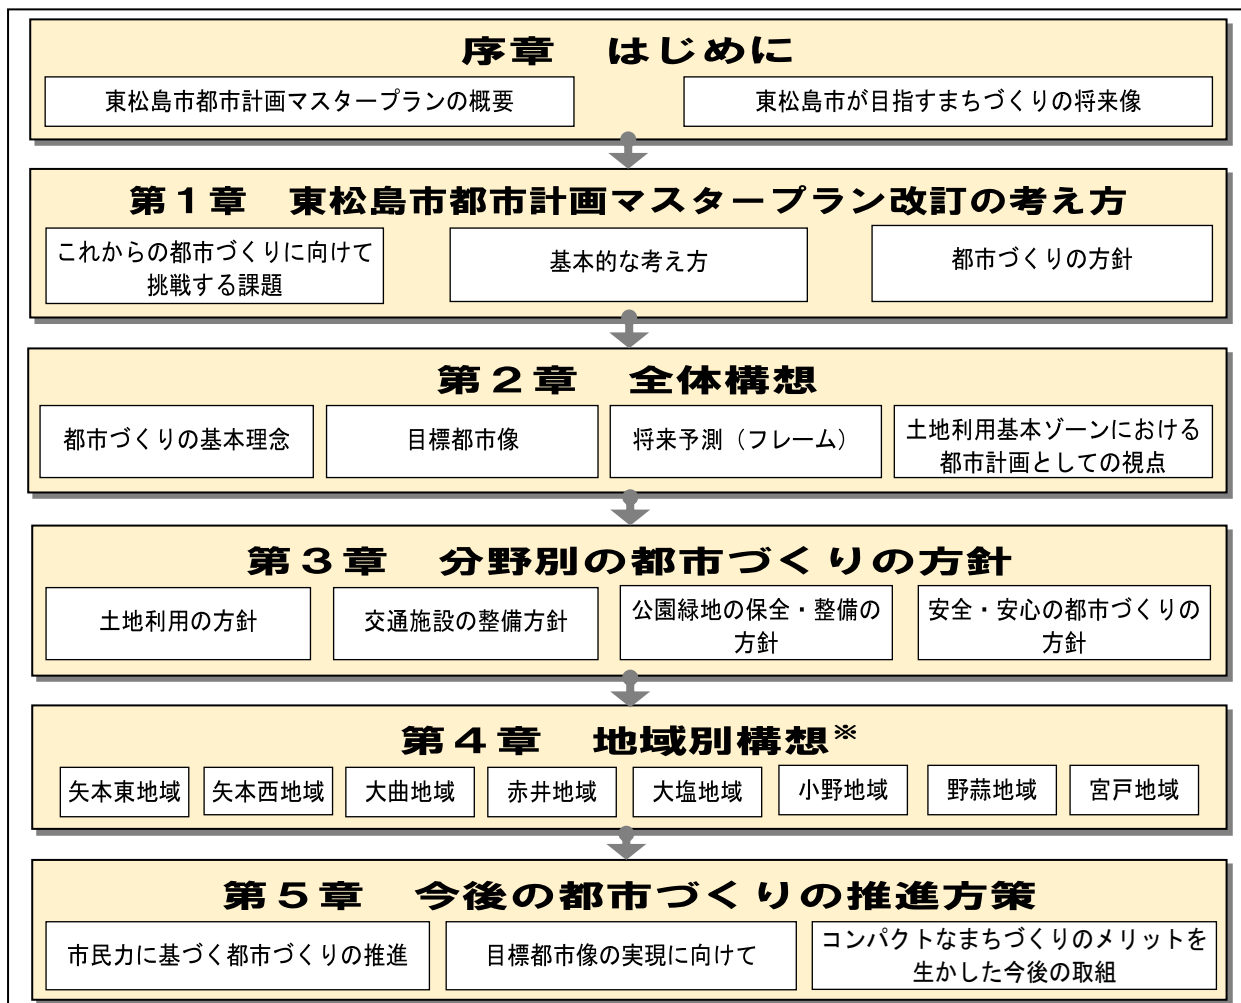 序章　はじめに
東松島市都市計画マスタープランの概要
東松島市が目指すまちづくりの将来像
第１章　東松島市都市計画マスタープラン改訂の考え方
これからの都市づくりに向けて
挑戦する課題
基本的な考え方
都市づくりの方針
第２章　全体構想
都市づくりの基本理念
目標都市像
将来予測（フレーム）
土地利用基本ゾーンにおける
都市計画としての視点
第３章　分野別の都市づくりの方針
土地利用の方針
交通施設の整備方針
公園緑地の保全・整備の
方針
安全・安心の都市づくりの
方針
第４章　地域別構想※
矢本東地域
矢本西地域
大曲地域
赤井地域
大塩地域
小野地域
野蒜地域
宮戸地域
第５章　今後の都市づくりの推進方策
市民力に基づく都市づくりの推進
目標都市像の実現に向けて
コンパクトなまちづくりのメリットを
生かした今後の取組